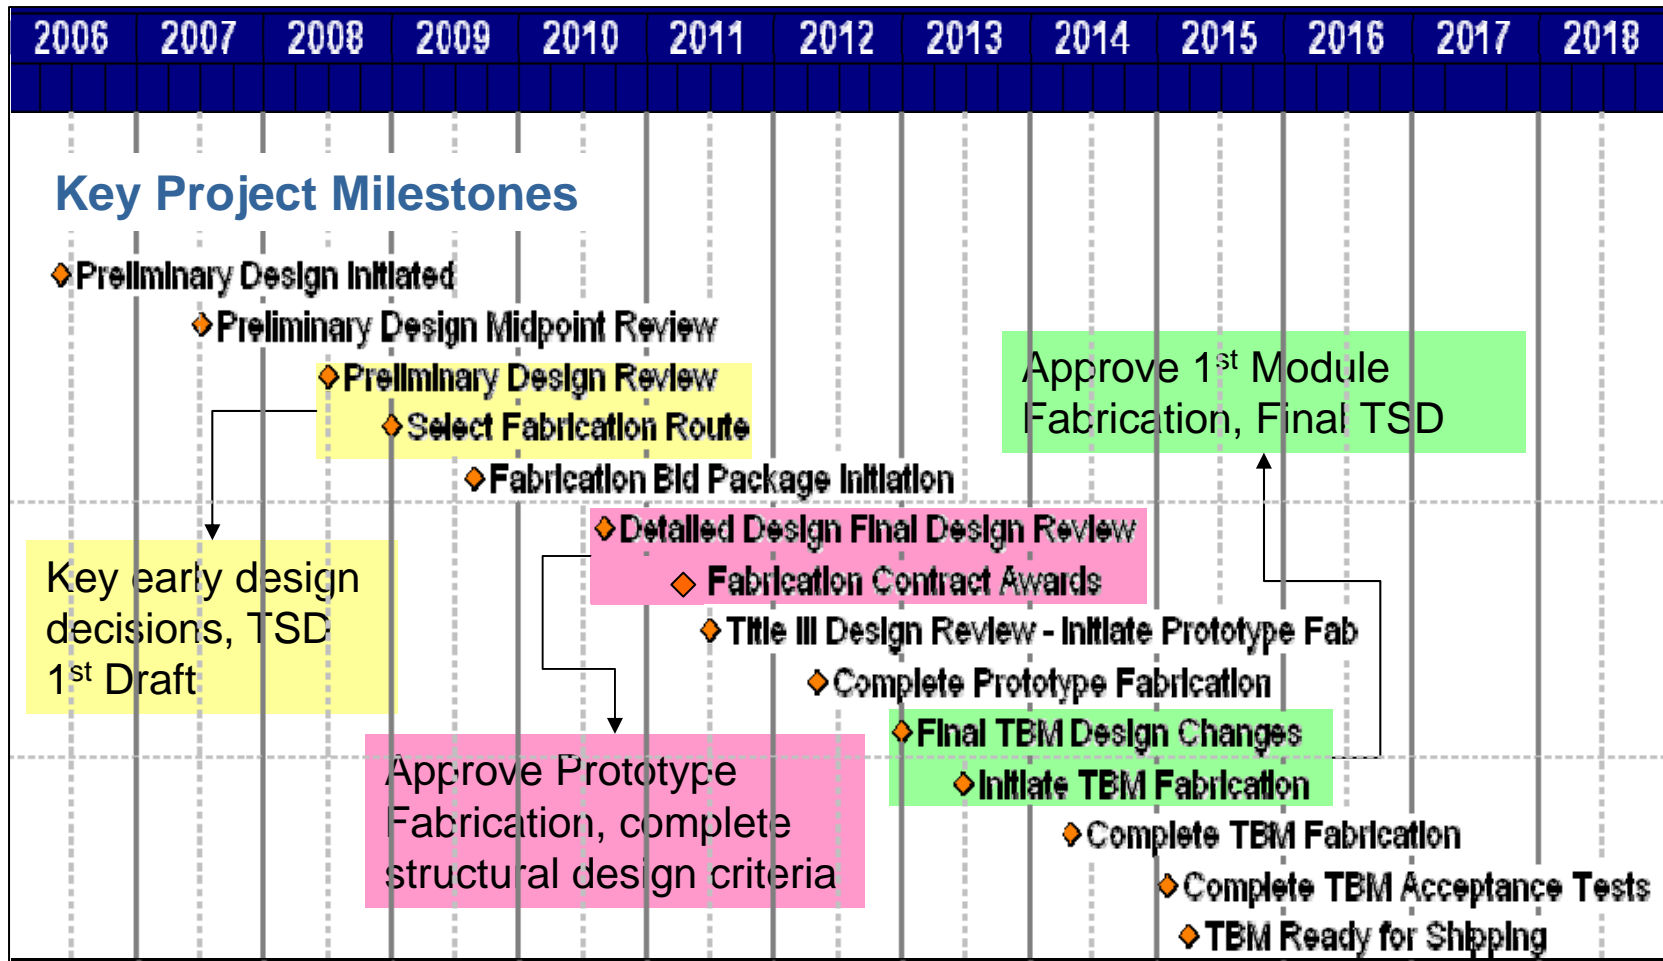 2006 2007 2008 2009 2010 2011 2012 2013 2014 2015 2016 2017 2018
Key Project Milestones
Preliminary Design Initiated
Preliminary Design Midpoint Review
Preliminary Design Review
Select Fabrication Route
Fabrication Bid Package Initiation
Detailed Design Final Design Review
Fabrication Contract Awards
Title III Design Review - Initiate Prototype Fab
Complete Prototype Fabrication
Final TBM Design Changes
Initiate TBM Fabrication
Complete TBM Fabrication
Complete TBM Acceptance Tests
TBM Ready for Shipping
Approve 1st Module
Fabrication, Final TSD
Key early design
decisions, TSD
1st Draft
Approve Prototype
Fabrication, complete
structural design criteria